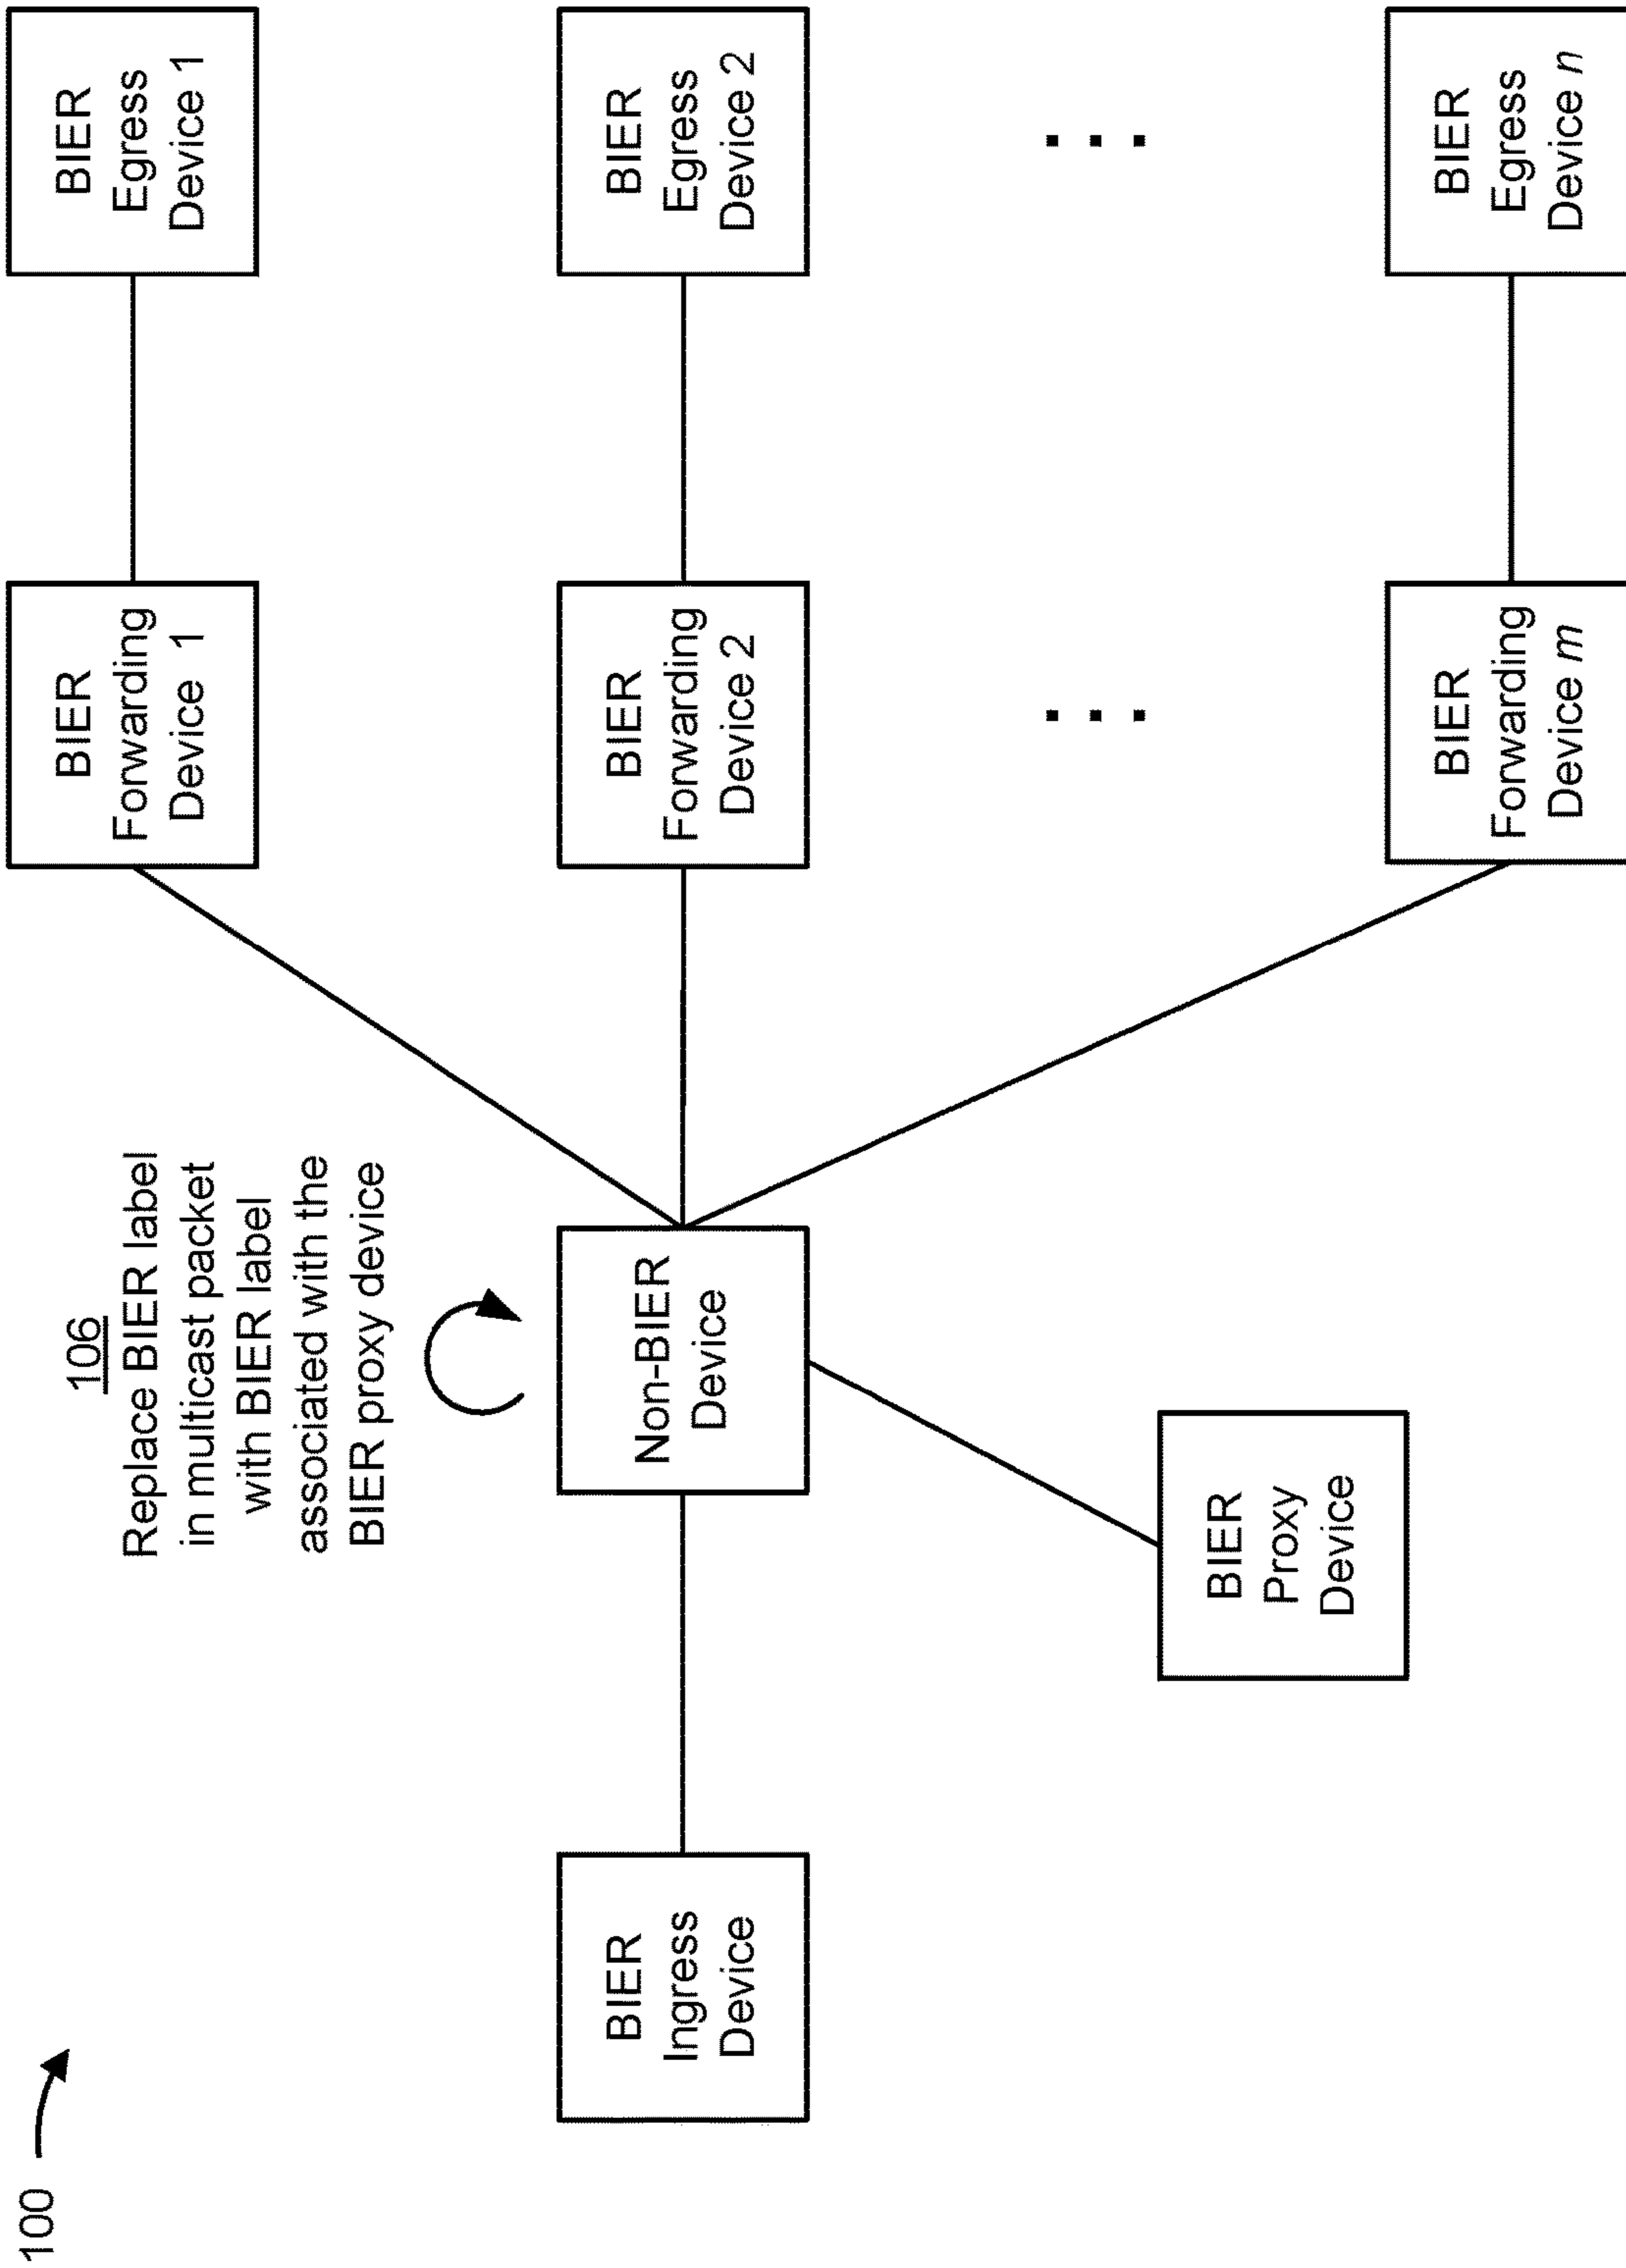 100
106
Replace BIER label
in multicast packet
with BIER label
associated with the
BIER proxy device
BIER
Ingress
Device
Non-BIER
Device
BIER
Proxy
Device
BIER
Forwarding
Device 1
BIER
Egress
Device 1
BIER
Forwarding
Device 2
BIER
Egress
Device 2
. . .
. . .
BIER
Forwarding
Device m
BIER
Egress
Device n